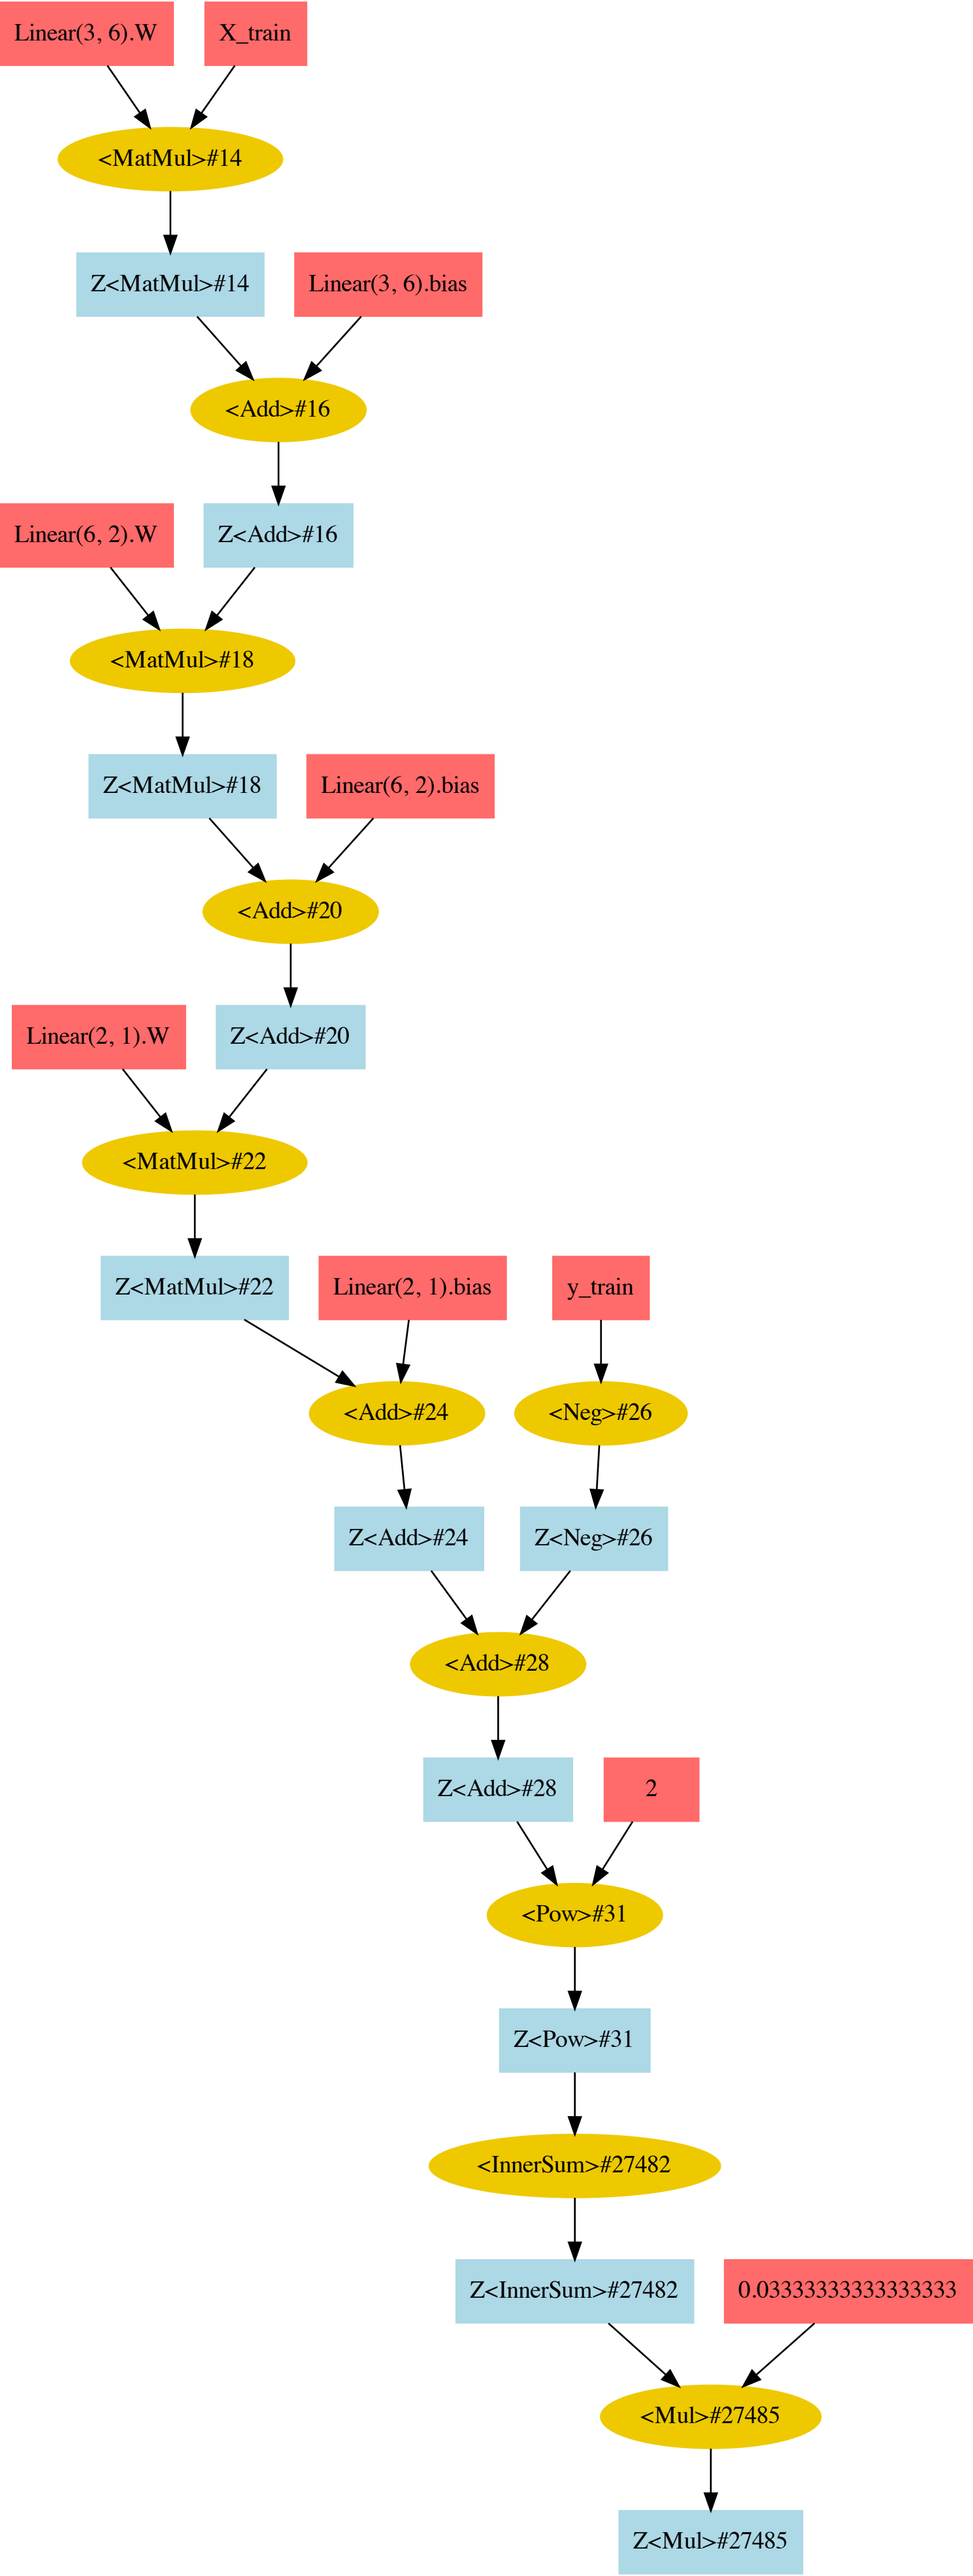 Linear(3, 6).W
X_train
<MatMul>#14
Z<MatMul>#14
Linear(3, 6).bias
<Add>#16
Linear(6, 2).W
Z<Add>#16
<MatMul>#18
Z<MatMul>#18
Linear(6, 2).bias
<Add>#20
Linear(2, 1).W
Z<Add>#20
<MatMul>#22
Z<MatMul>#22
Linear(2, 1).bias
y_train
<Add>#24
<Neg>#26
Z<Add>#24
Z<Neg>#26
<Add>#28
Z<Add>#28
2
<Pow>#31
Z<Pow>#31
<InnerSum>#27482
Z<InnerSum>#27482
0.03333333333333333
<Mul>#27485
Z<Mul>#27485